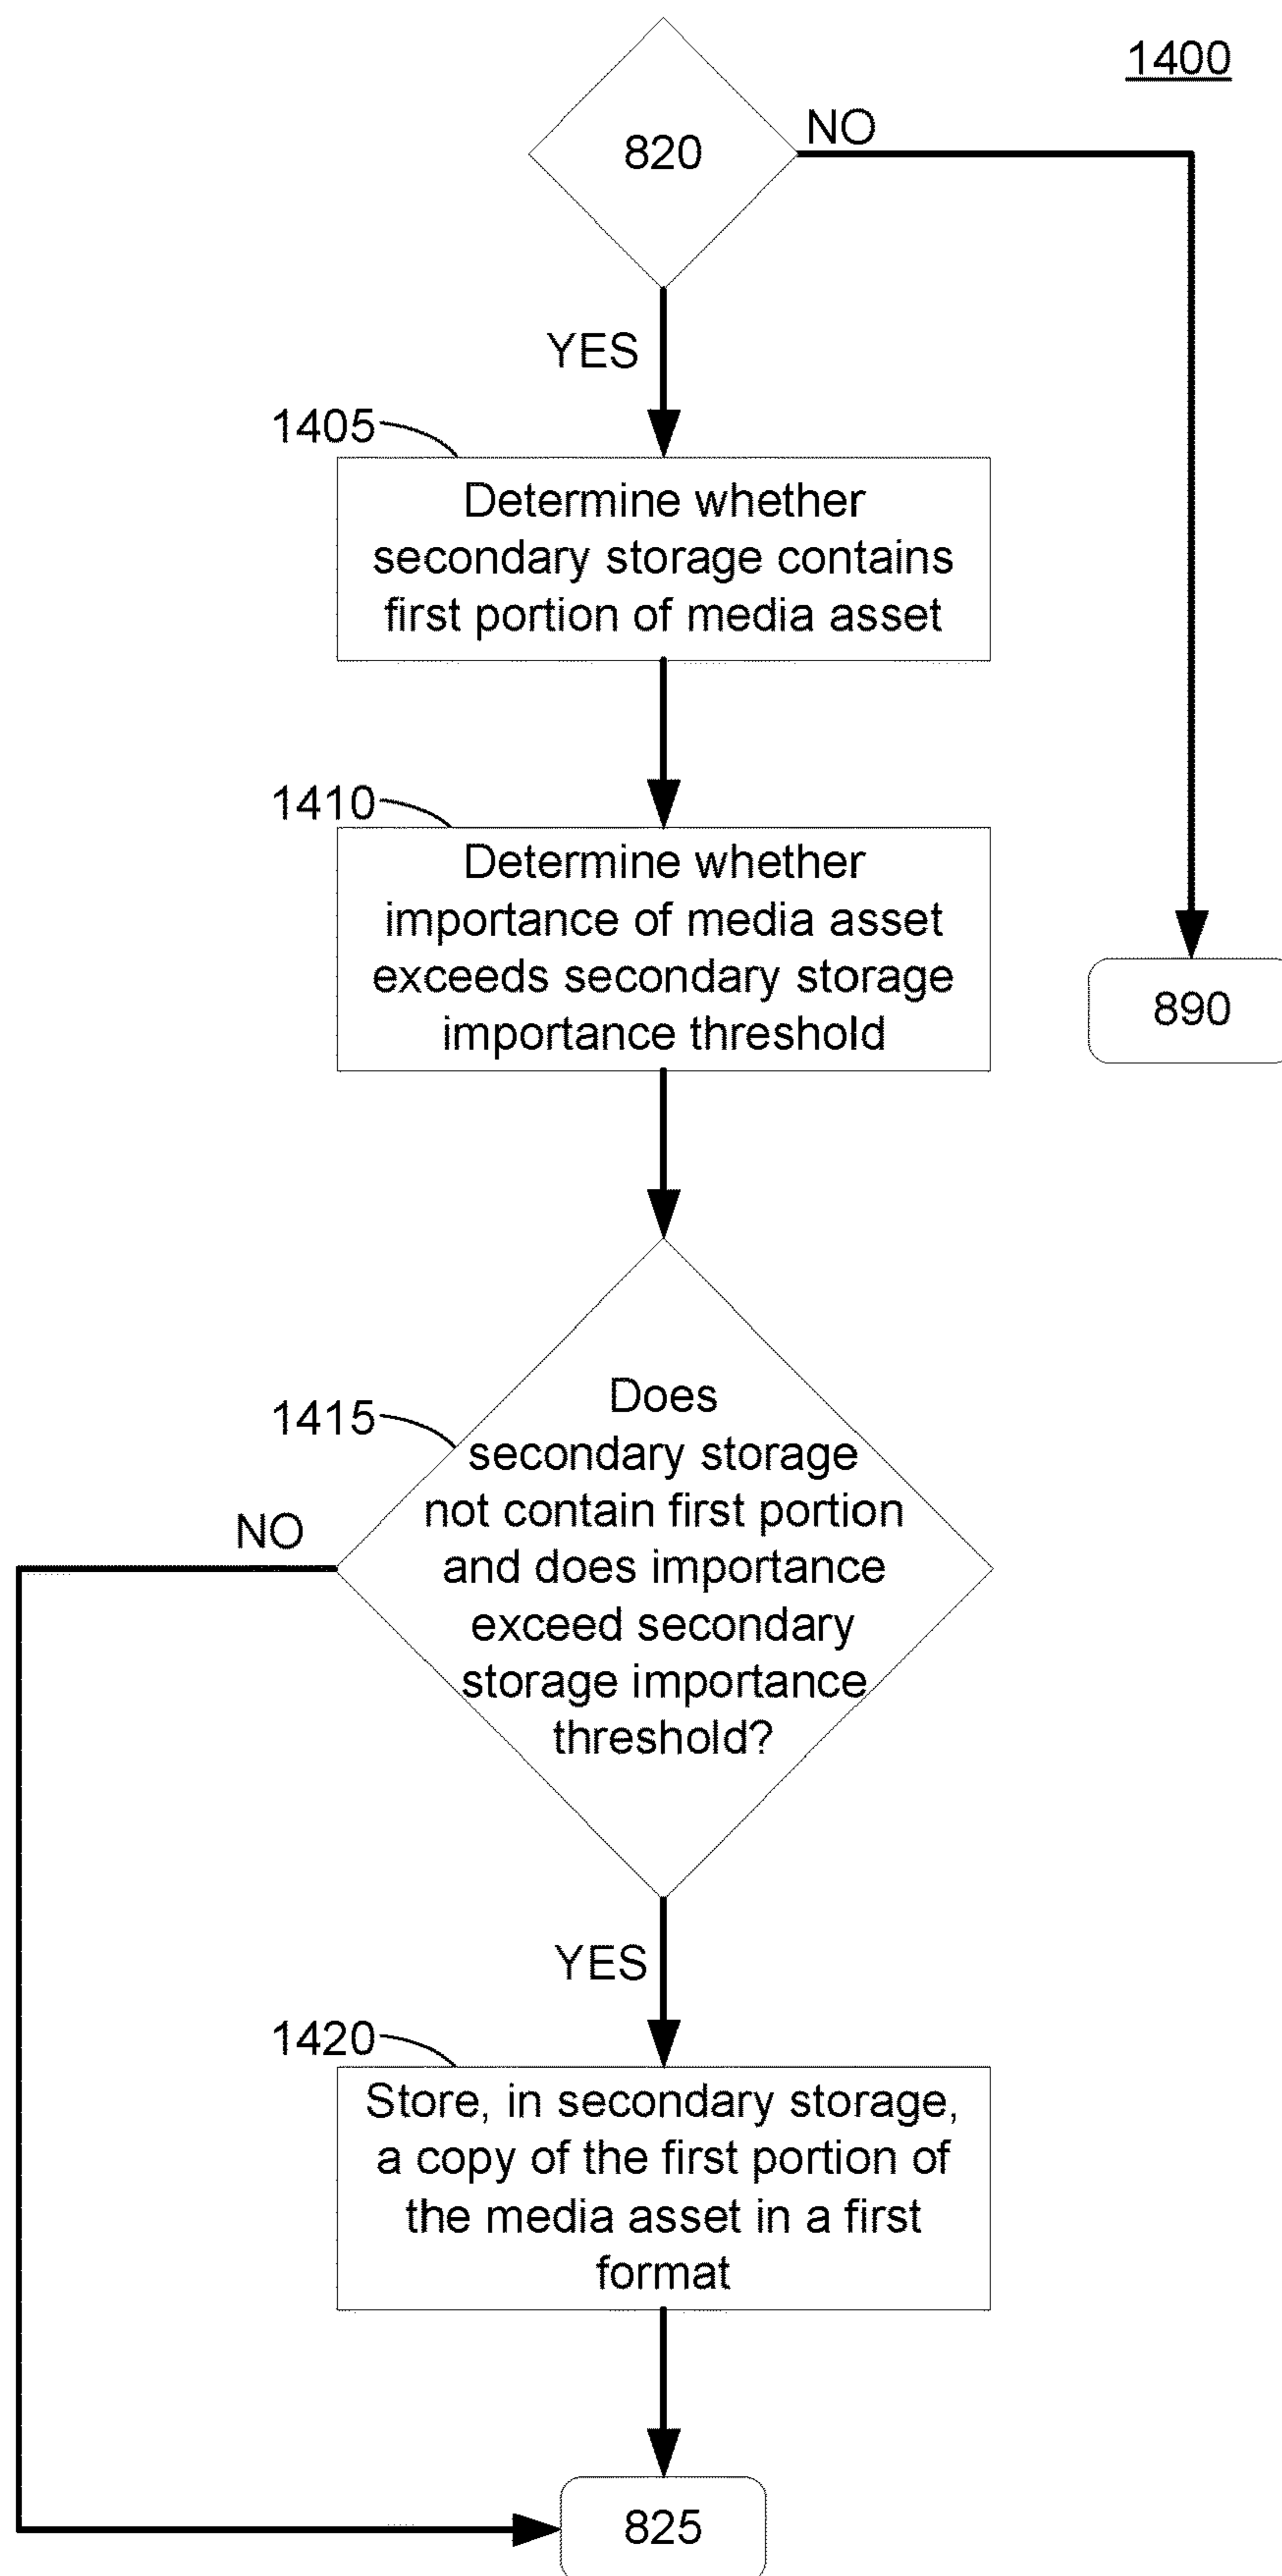 1400
820
NO
YES
1405
Determine whether
secondary storage contains
first portion of media asset
1410
Determine whether
importance of media asset
exceeds secondary storage
importance threshold
890
1415
Does
secondary storage
not contain first portion
and does importance
exceed secondary
storage importance
threshold?
NO
YES
1420
Store, in secondary storage,
a copy of the first portion of
the media asset in a first
format
825